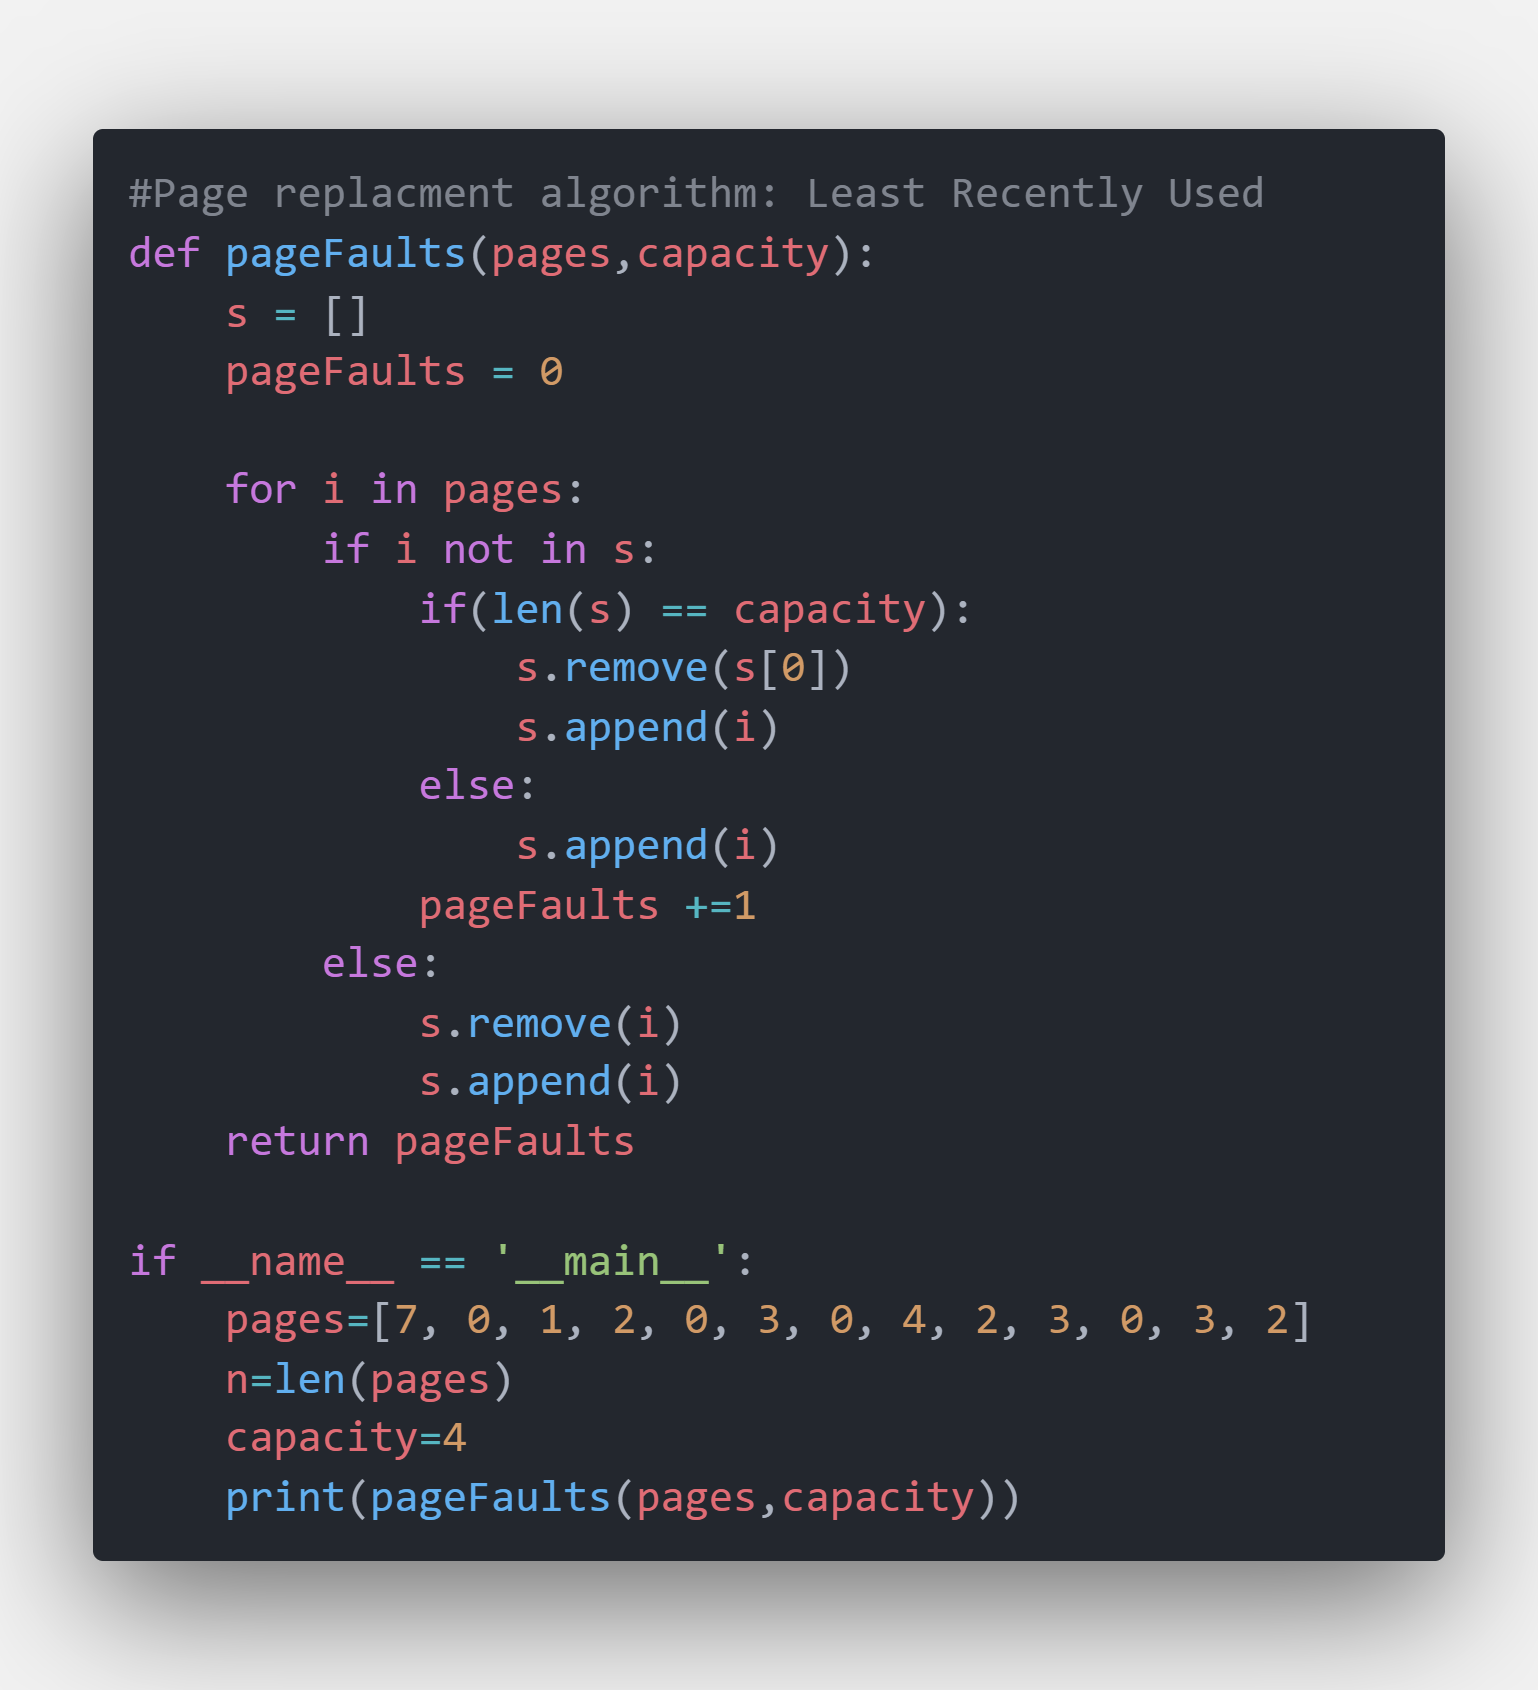 #Page replacment algorithm: Least Recently Used
def pageFaults(pages,capacity):
    s = []
    pageFaults = 0

    for i in pages:
        if i not in s:
            if(len(s) == capacity):
                s.remove(s[0])
                s.append(i)
            else:
                s.append(i)
            pageFaults +=1
        else:
            s.remove(i)
            s.append(i)
    return pageFaults

if __name__ == '__main__':
    pages=[7, 0, 1, 2, 0, 3, 0, 4, 2, 3, 0, 3, 2]
    n=len(pages)
    capacity=4
    print(pageFaults(pages,capacity))